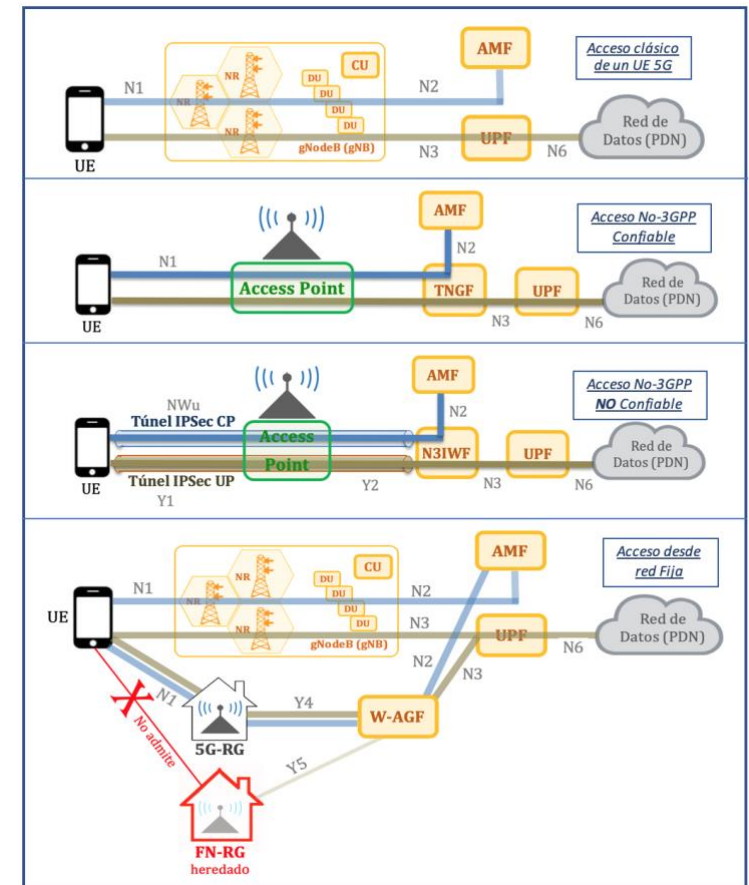 N1
NR
NR
NR
DU
DU
DU
DU
CU
gNodeB (gNB)
N2
AMF
N3
UPF
N6
Acceso clásico
de un UE 5G
Red de
Datos (PDN)
UE
N1
Access Point
AMF
N2
TNGF
N3
UPF
N6
Acceso No-3GPP
Confiable
Red de
Datos (PDN)
UE
NWu
Túnel IPSec CP
Access
Point
Túnel IPSec UP
Y1
Y2
AMF
N2
N3IWF
N3
UPF
N6
Acceso No-3GPP
NO Confiable
Red de
Datos (PDN)
UE
N1
NR
NR
NR
DU
DU
DU
DU
CU
gNodeB (gNB)
N2
N3
AMF
UPF
N6
Acceso desde
red Fija
Red de
Datos (PDN)
UE
N2
N3
N1
Y4
W-AGF
5G-RG
X
No admite
Y5
FN-RG
heredado